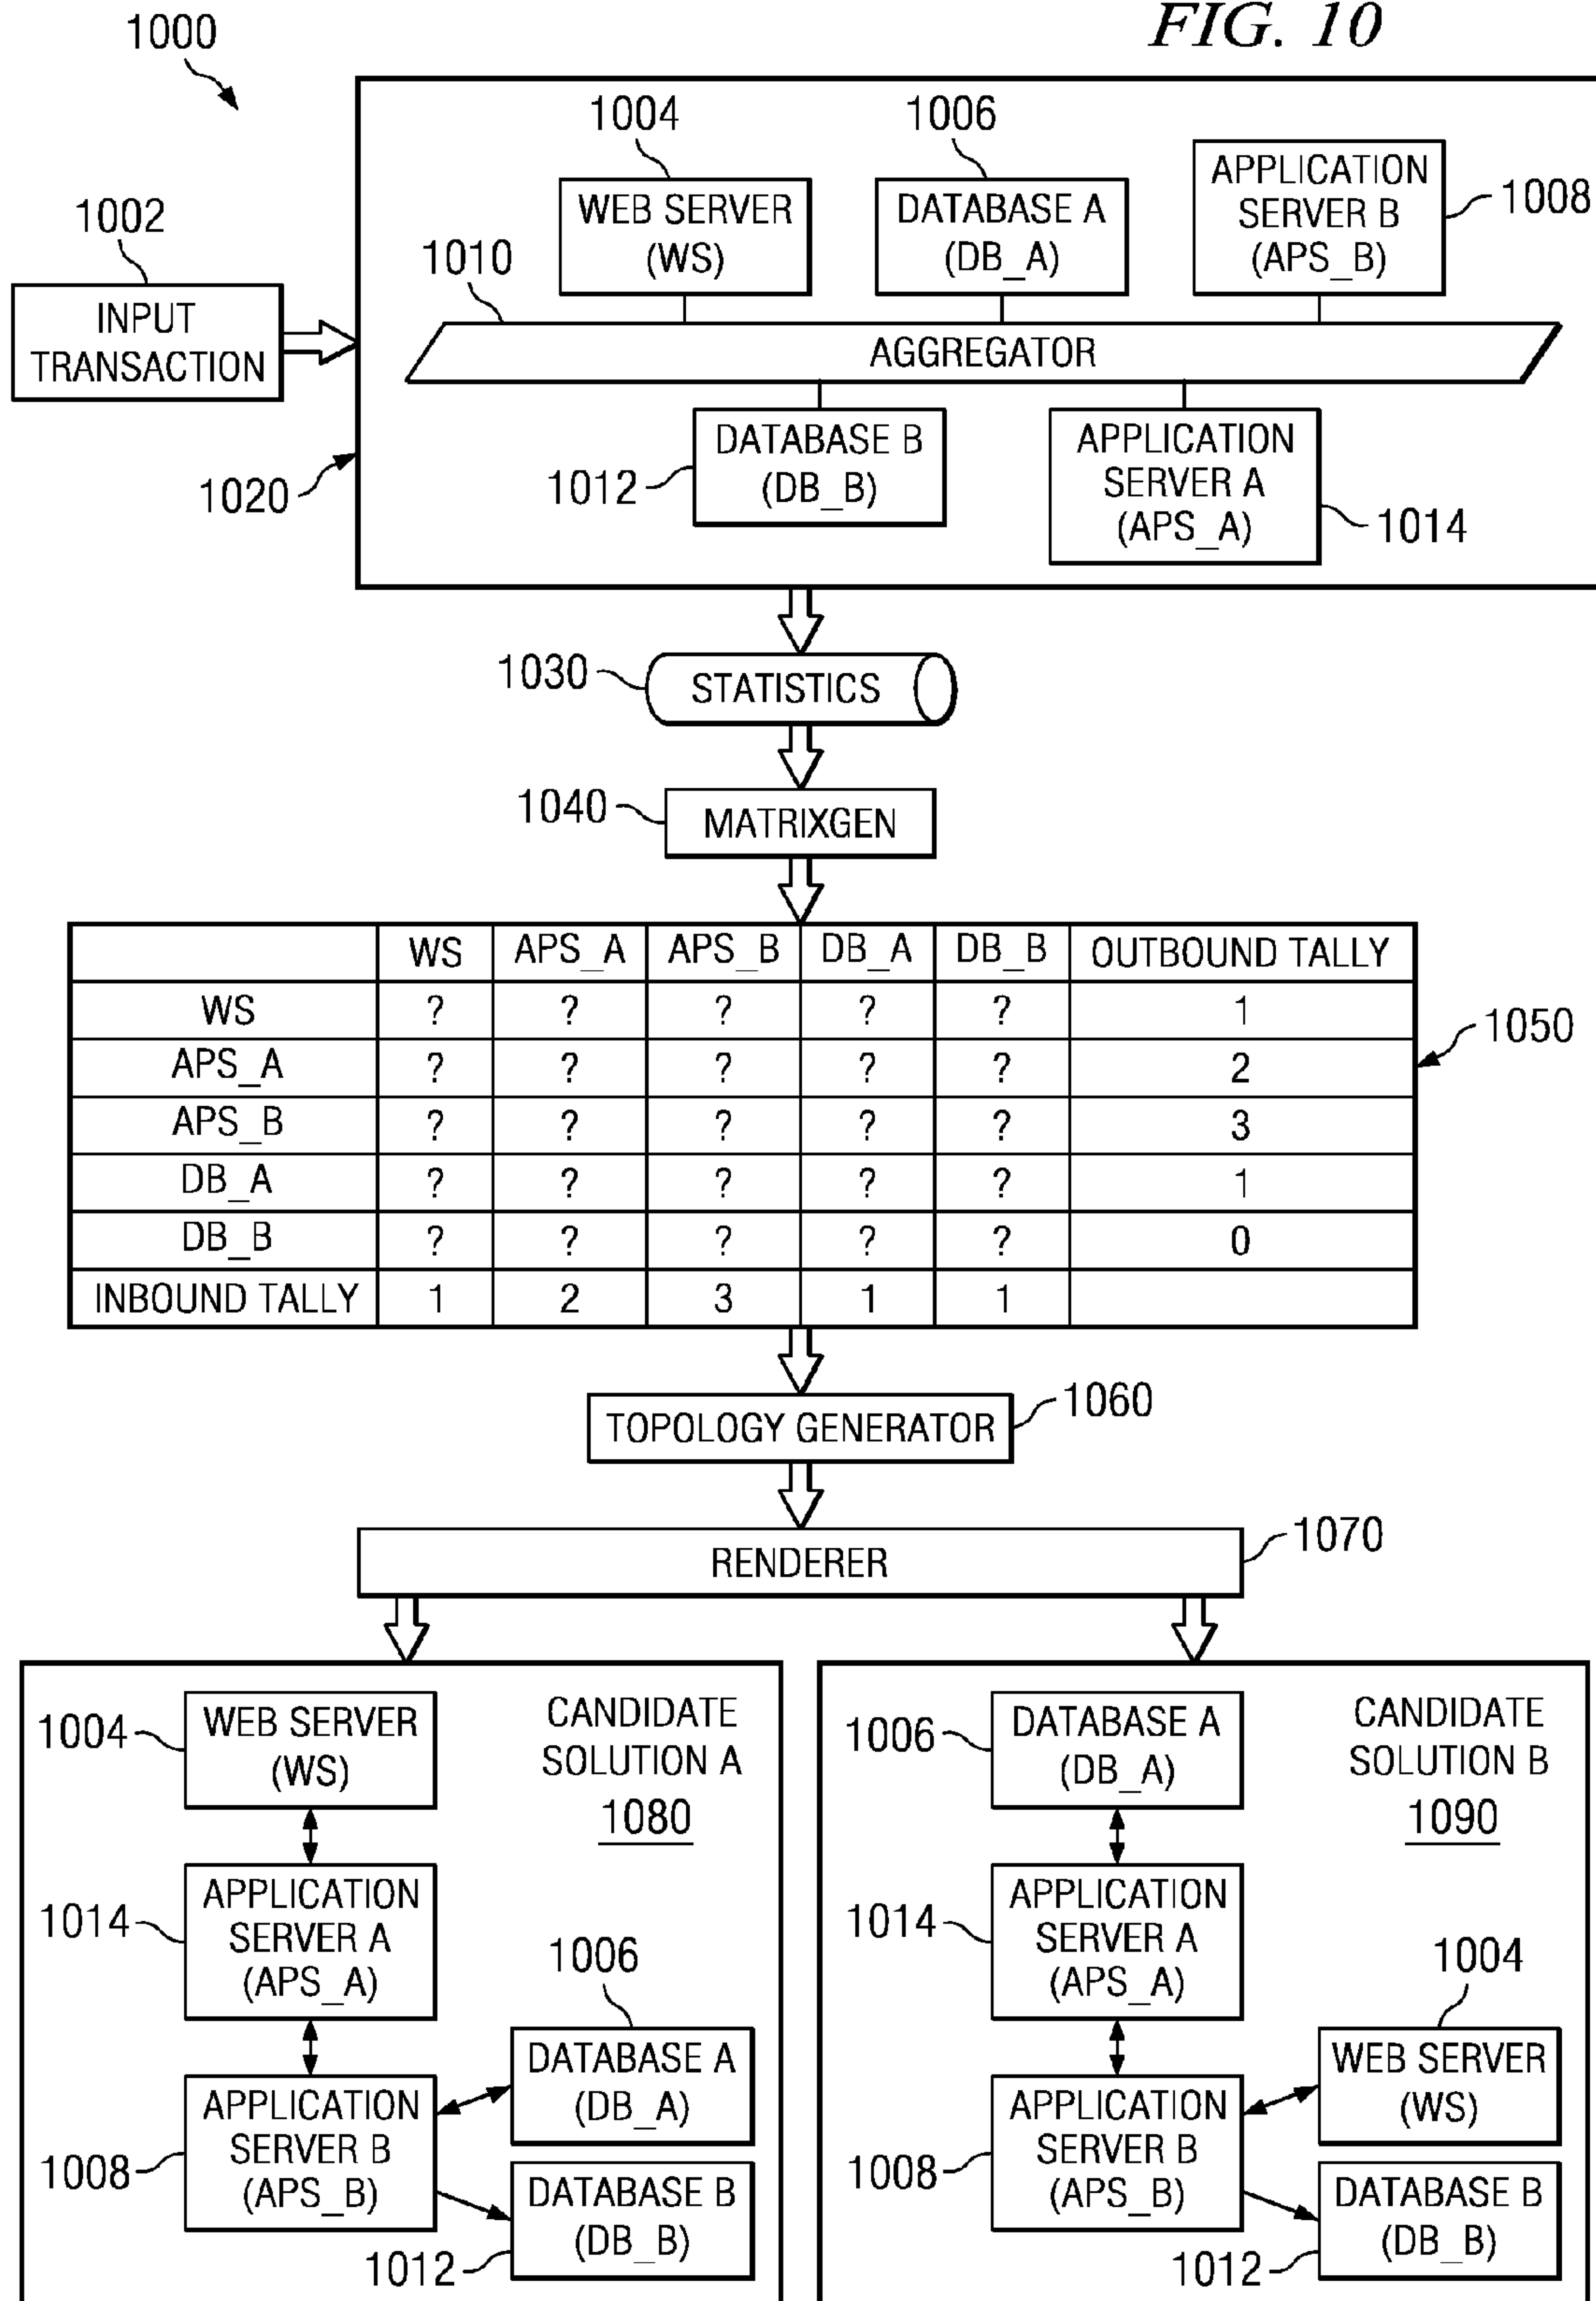 FIG. 10
1000
1002
INPUT
TRANSACTION
1004
WEB SERVER
(WS)
1006
DATABASE A
(DB_A)
APPLICATION
SERVER B
(APS_B)
1008
1010
AGGREGATOR
1020
1012
DATABASE B
(DB_B)
APPLICATION
SERVER A
(APS_A)
1014
1030
STATISTICS
1040
MATRIXGEN
WS APS_A APS_B DB_A DB_B OUTBOUND TALLY
WS ? ? ? ? ? 1
APS_A ? ? ? ? ? 2
APS_B ? ? ? ? ? 3
DB_A ? ? ? ? ? 1
DB_B ? ? ? ? ? 0
INBOUND TALLY 1 2 3 1 1
1050
TOPOLOGY GENERATOR
1060
RENDERER
1070
CANDIDATE
SOLUTION A
1080
1004
WEB SERVER
(WS)
1014
APPLICATION
SERVER A
(APS_A)
1006
DATABASE A
(DB_A)
1008
APPLICATION
SERVER B
(APS_B)
DATABASE B
(DB_B)
1012
CANDIDATE
SOLUTION B
1090
1006
DATABASE A
(DB_A)
1014
APPLICATION
SERVER A
(APS_A)
1004
WEB SERVER
(WS)
1008
APPLICATION
SERVER B
(APS_B)
DATABASE B
(DB_B)
1012